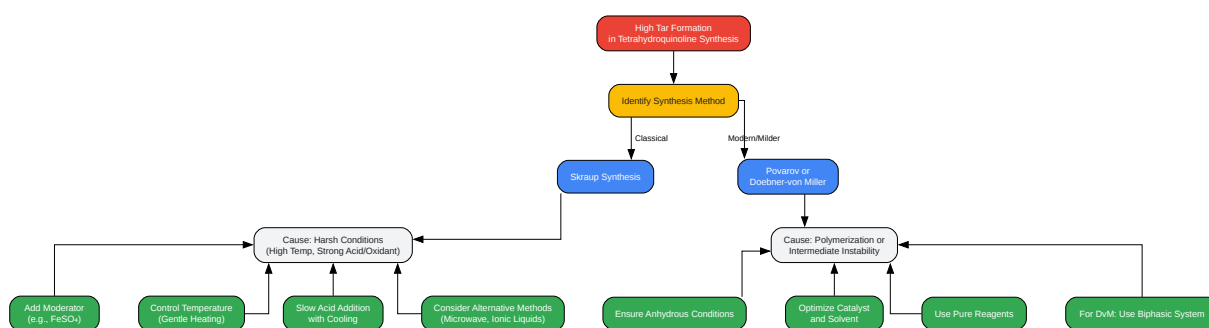 High Tar Formation
in Tetrahydroquinoline Synthesis
Identify Synthesis Method
Classical
Modern/Milder
Skraup Synthesis
Povarov or
Doebner-von Miller
Cause: Harsh Conditions
(High Temp, Strong Acid/Oxidant)
Cause: Polymerization or
Intermediate Instability
Add Moderator
(e.g., FeSO₄)
Control Temperature
(Gentle Heating)
Slow Acid Addition
with Cooling
Consider Alternative Methods
(Microwave, Ionic Liquids)
Ensure Anhydrous Conditions
Optimize Catalyst
and Solvent
Use Pure Reagents
For DvM: Use Biphasic System